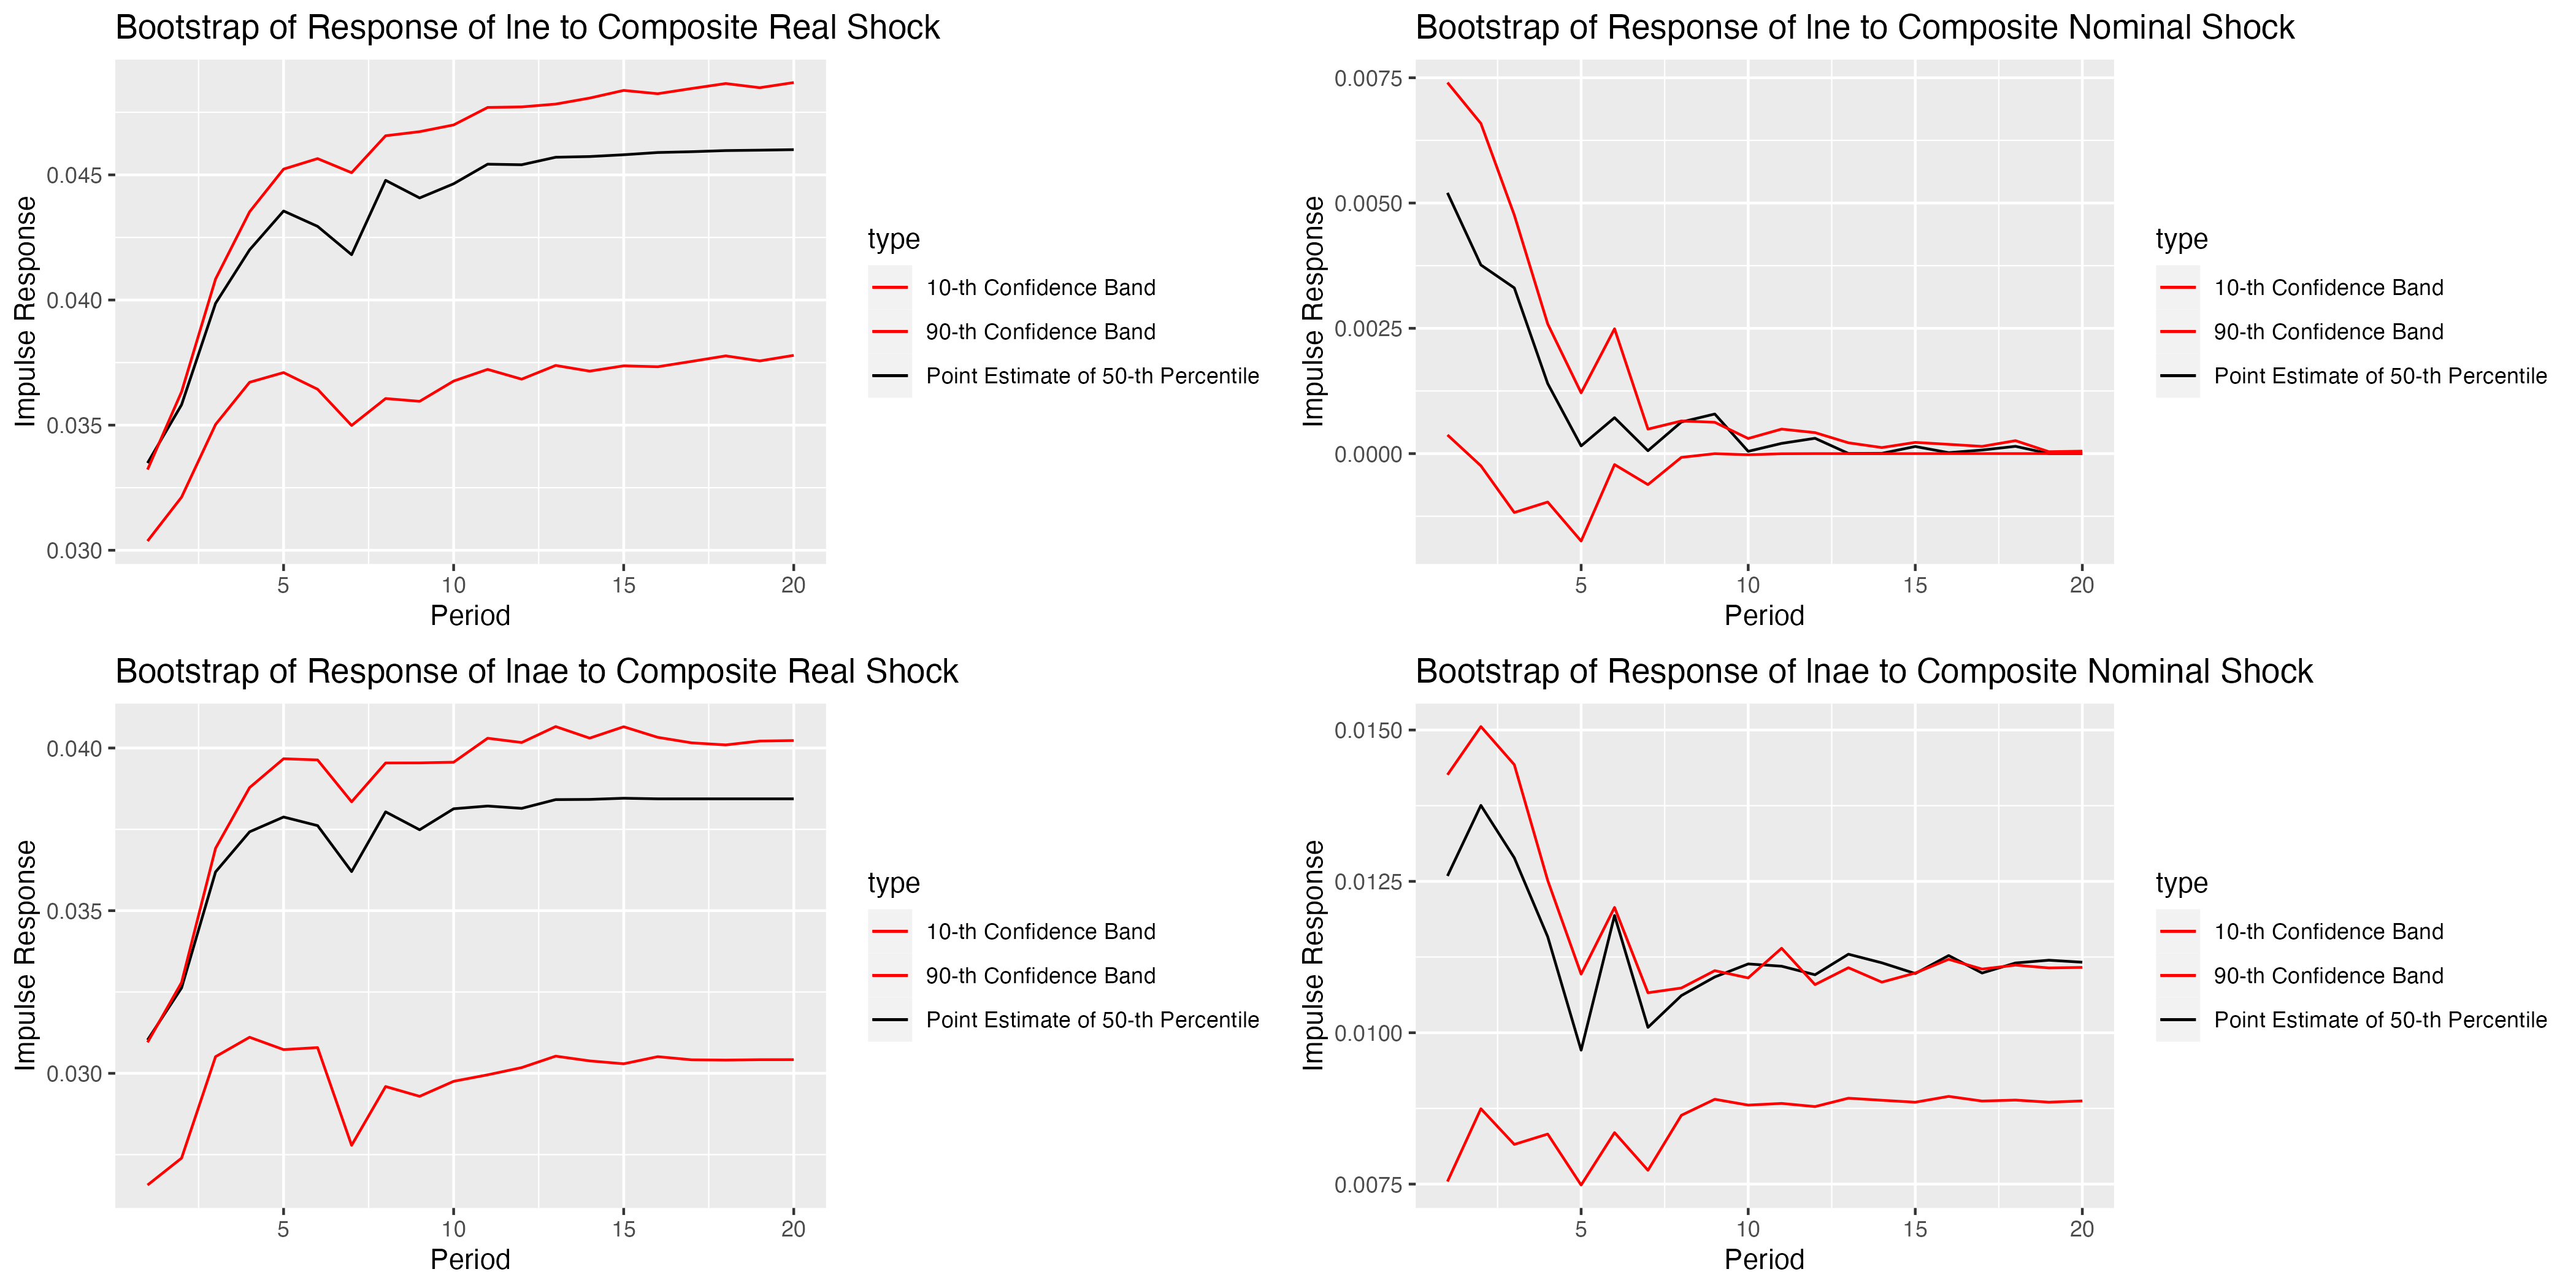 Bootstrap of Response of lne to Composite Real Shock
Impulse Response
0.045
0.040
0.035
0.030
5 10 15 20
Period
type
10-th Confidence Band
90-th Confidence Band
Point Estimate of 50-th Percentile
Bootstrap of Response of lne to Composite Nominal Shock
Impulse Response
0.0075
0.0050
0.0025
0.0000
5 10 15 20
Period
type
10-th Confidence Band
90-th Confidence Band
Point Estimate of 50-th Percentile
Bootstrap of Response of lnae to Composite Real Shock
Impulse Response
0.040
0.035
0.030
5 10 15 20
Period
type
10-th Confidence Band
90-th Confidence Band
Point Estimate of 50-th Percentile
Bootstrap of Response of lnae to Composite Nominal Shock
Impulse Response
0.0150
0.0125
0.0100
0.0075
5 10 15 20
Period
type
10-th Confidence Band
90-th Confidence Band
Point Estimate of 50-th Percentile